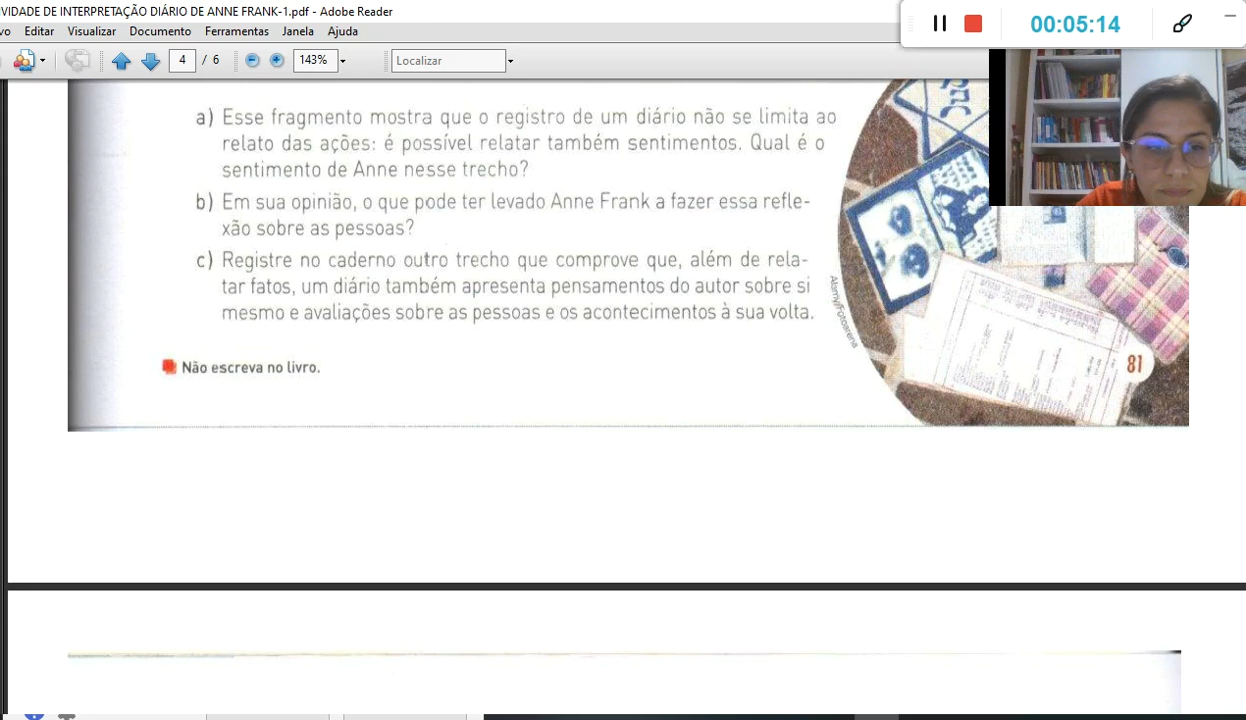 VIDADE DE INTERPRETAÇÃO DIÁRIO DE ANNE FRANK-1.pdf - Adobe Reader
vo Editar Visualizar Documento Ferramentas Janela Ajuda
00:05:14
4 / 6 143% Localizar
a) Esse fragmento mostra que o registro de um diário não se limita ao
relato das ações: é possível relatar também sentimentos. Qual é o
sentimento de Anne nesse trecho?
b) Em sua opinião, o que pode ter levado Anne Frank a fazer essa refle-
xão sobre as pessoas?
c) Registre no caderno outro trecho que comprove que, além de rela-
tar fatos, um diário também apresenta pensamentos do autor sobre si
mesmo e avaliações sobre as pessoas e os acontecimentos à sua volta.
Alamy/Fotoarena
Não escreva no livro.
81